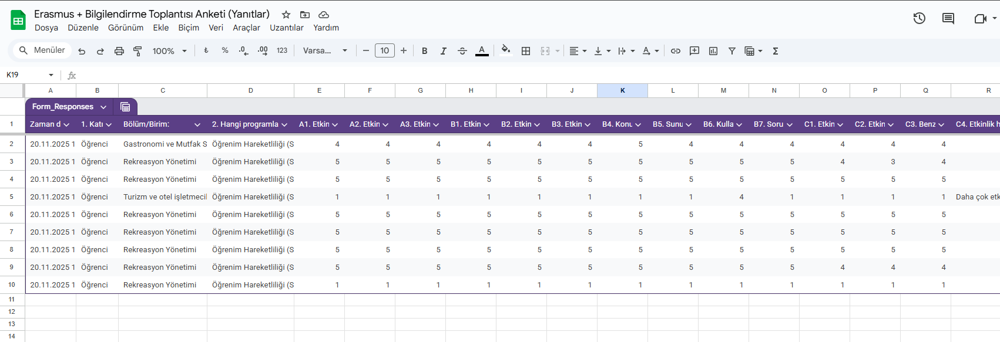 Erasmus + Bilgilendirme Toplantısı Anketi (Yanıtlar)
Dosya Düzenle Görünüm Ekle Biçim Veri Araçlar Uzantılar Yardım
Menüler 100% ₺ % .0 .00 123 Varsa... − 10 + B I A A Σ
K19 fx
A B C D E F G H I J K L M N O P Q R
Form_Responses
1 Zaman d 1. Katı Bölüm/Birim: 2. Hangi programla A1. Etkin A2. Etkin A3. Etkin B1. Etkin B2. Etkin B3. Etkin B4. Konu B5. Sunu B6. Kulla B7. Soru C1. Etkin C2. Etkin C3. Benz C4. Etkinlik h
2 20.11.2025 1 Öğrenci Gastronomi ve Mutfak S Öğrenim Hareketliliği (S 4 4 4 4 4 4 5 4 4 4 4 4 4
3 20.11.2025 1 Öğrenci Rekreasyon Yönetimi Öğrenim Hareketliliği (S 5 5 5 5 5 5 5 5 5 5 4 3 4
4 20.11.2025 1 Öğrenci Rekreasyon Yönetimi Öğrenim Hareketliliği (S 5 5 5 5 5 5 5 5 5 5 5 5 5
5 20.11.2025 1 Öğrenci Turizm ve otel işletmecil Öğrenim Hareketliliği (S 1 1 1 1 1 1 1 1 4 1 1 1 1 Daha çok etk
6 20.11.2025 1 Öğrenci Rekreasyon Yönetimi Öğrenim Hareketliliği (S 5 5 5 5 5 5 5 5 5 5 5 5 5
7 20.11.2025 1 Öğrenci Rekreasyon Yönetimi Öğrenim Hareketliliği (S 5 5 5 5 5 5 5 5 5 5 5 5 5
8 20.11.2025 1 Öğrenci Rekreasyon Yönetimi Öğrenim Hareketliliği (S 5 5 5 5 5 5 5 5 5 5 5 5 5
9 20.11.2025 1 Öğrenci Rekreasyon Yönetimi Öğrenim Hareketliliği (S 5 5 5 5 5 5 5 5 5 5 4 4 4
10 20.11.2025 1 Öğrenci Rekreasyon Yönetimi Öğrenim Hareketliliği (S 1 1 1 1 1 1 1 1 1 1 1 1 1
11
12
13
14